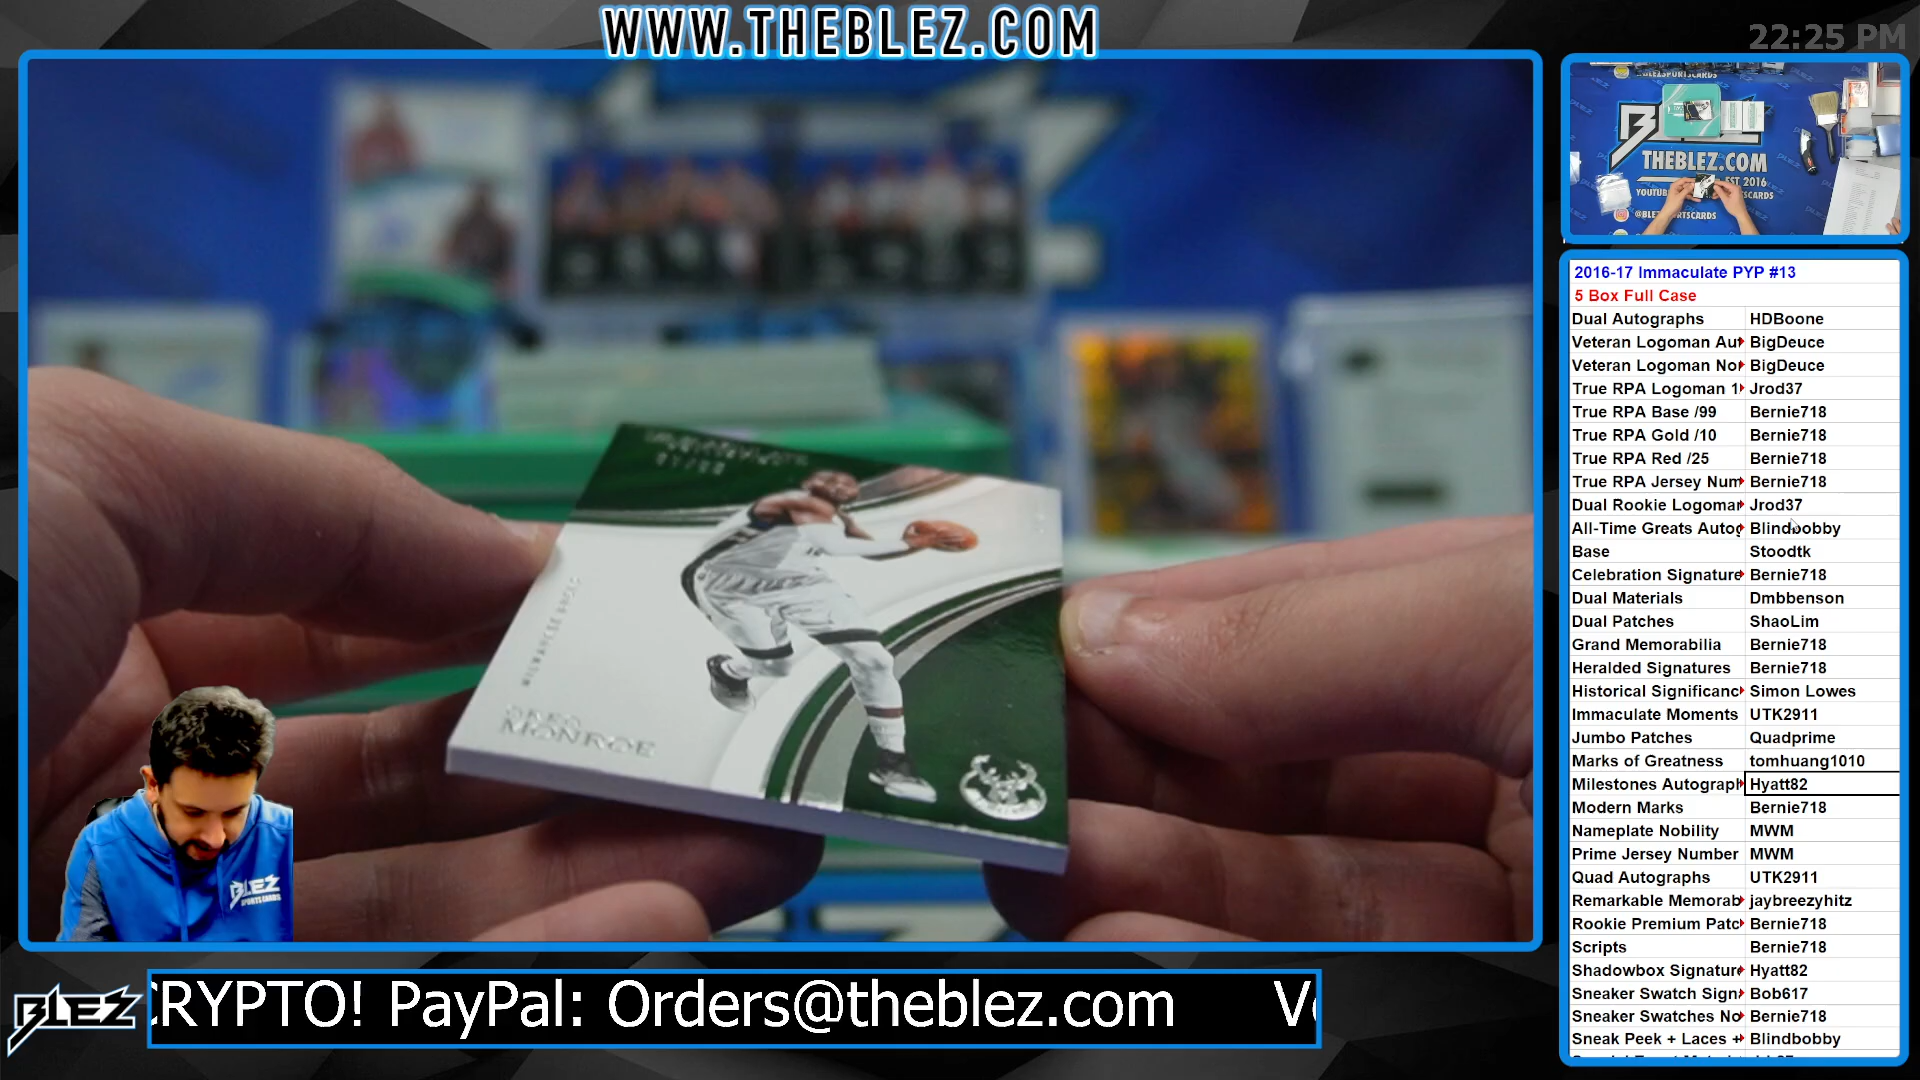 WWW.THEBLEZ.COM
22:25 PM
THEBLEZ.COM
EST 2016
MONROE
BLEZ
SPORTSCARDS
2016-17 Immaculate PYP #13
5 Box Full Case
Dual Autographs HDBoone
Veteran Logoman Aut BigDeuce
Veteran Logoman Nor BigDeuce
True RPA Logoman 1 Jrod37
True RPA Base /99 Bernie718
True RPA Gold /10 Bernie718
True RPA Red /25 Bernie718
True RPA Jersey Num Bernie718
Dual Rookie Logomar Jrod37
All-Time Greats Autog Blindbobby
Base Stoodtk
Celebration Signature Bernie718
Dual Materials Dmbbenson
Dual Patches ShaoLim
Grand Memorabilia Bernie718
Heralded Signatures Bernie718
Historical Significanc Simon Lowes
Immaculate Moments UTK2911
Jumbo Patches Quadprime
Marks of Greatness tomhuang1010
Milestones Autograph Hyatt82
Modern Marks Bernie718
Nameplate Nobility MWM
Prime Jersey Number MWM
Quad Autographs UTK2911
Remarkable Memorab jaybreezyhitz
Rookie Premium Patc Bernie718
Scripts Bernie718
Shadowbox Signature Hyatt82
Sneaker Swatch Sign Bob617
Sneaker Swatches No Bernie718
Sneak Peek + Laces + Blindbobby
BLEZ
CRYPTO! PayPal: Orders@theblez.com